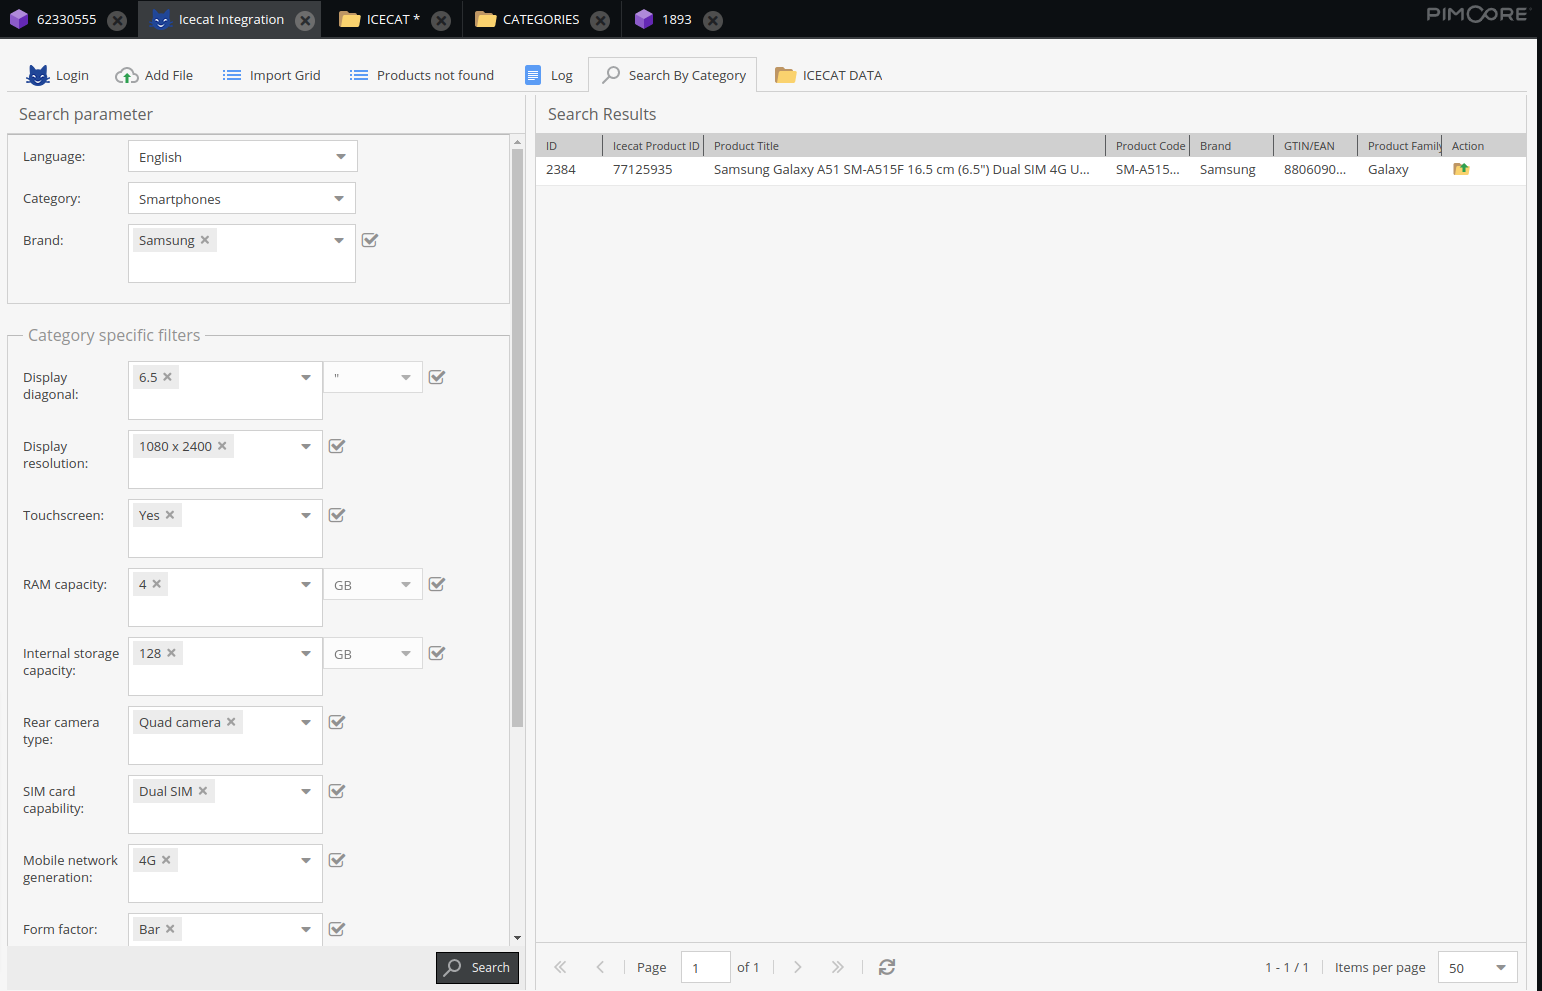 62330555
Icecat Integration
ICECAT *
CATEGORIES
1893
PIMCORE
Login
Add File
Import Grid
Products not found
Log
Search By Category
ICECAT DATA
Search parameter
Language:
English
Category:
Smartphones
Brand:
Samsung
Category specific filters
Display
diagonal:
6.5
"
Display
resolution:
1080 x 2400
Touchscreen:
Yes
RAM capacity:
4
GB
Internal storage
capacity:
128
GB
Rear camera
type:
Quad camera
SIM card
capability:
Dual SIM
Mobile network
generation:
4G
Form factor:
Bar
Search
Search Results
ID Icecat Product ID Product Title Product Code Brand GTIN/EAN Product Family Action
2384 77125935 Samsung Galaxy A51 SM-A515F 16.5 cm (6.5") Dual SIM 4G U... SM-A515... Samsung 8806090... Galaxy
Page 1 of 1
1 - 1 / 1 Items per page 50